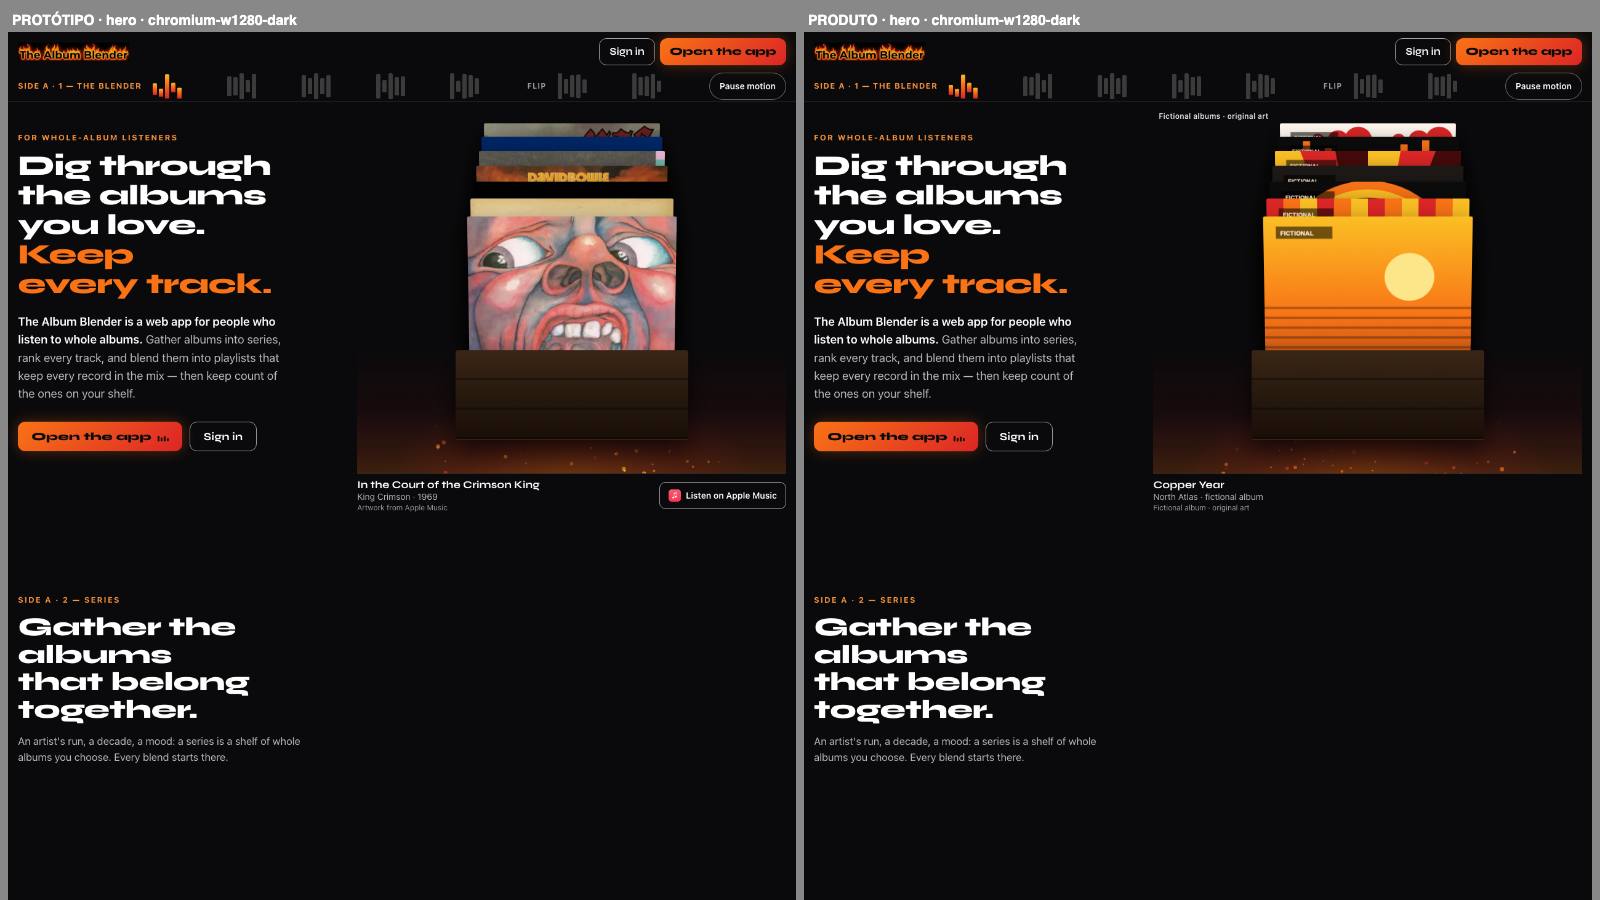 PROTÓTIPO · hero · chromium-w1280-dark
The Album Blender
Sign in
Open the app
SIDE A · 1 — THE BLENDER
FLIP
Pause motion
FOR WHOLE-ALBUM LISTENERS
Dig through
the albums
you love.
Keep
every track.
The Album Blender is a web app for people who
listen to whole albums. Gather albums into series,
rank every track, and blend them into playlists that
keep every record in the mix — then keep count of
the ones on your shelf.
Open the app
Sign in
DAVIDBOWIE
In the Court of the Crimson King
King Crimson · 1969
Artwork from Apple Music
Listen on Apple Music
SIDE A · 2 — SERIES
Gather the
albums
that belong
together.
An artist's run, a decade, a mood: a series is a shelf of whole
albums you choose. Every blend starts there.
PRODUTO · hero · chromium-w1280-dark
The Album Blender
Sign in
Open the app
SIDE A · 1 — THE BLENDER
FLIP
Pause motion
Fictional albums · original art
FOR WHOLE-ALBUM LISTENERS
Dig through
the albums
you love.
Keep
every track.
The Album Blender is a web app for people who
listen to whole albums. Gather albums into series,
rank every track, and blend them into playlists that
keep every record in the mix — then keep count of
the ones on your shelf.
Open the app
Sign in
FICTIONAL
FICTIONAL
FICTIONAL
FICTIONAL
FICTIONAL
Copper Year
North Atlas · fictional album
Fictional album · original art
SIDE A · 2 — SERIES
Gather the
albums
that belong
together.
An artist's run, a decade, a mood: a series is a shelf of whole
albums you choose. Every blend starts there.